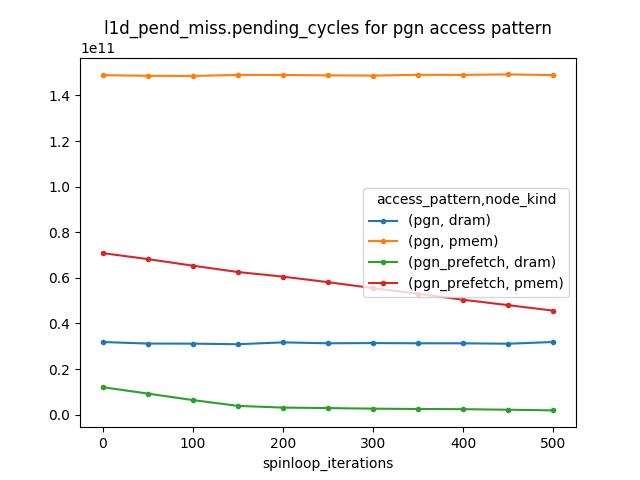 l1d_pend_miss.pending_cycles for pgn access pattern
1e11
1.4
1.2
1.0
0.8
0.6
0.4
0.2
0.0
access_pattern,node_kind
(pgn, dram)
(pgn, pmem)
(pgn_prefetch, dram)
(pgn_prefetch, pmem)
0 100 200 300 400 500
spinloop_iterations